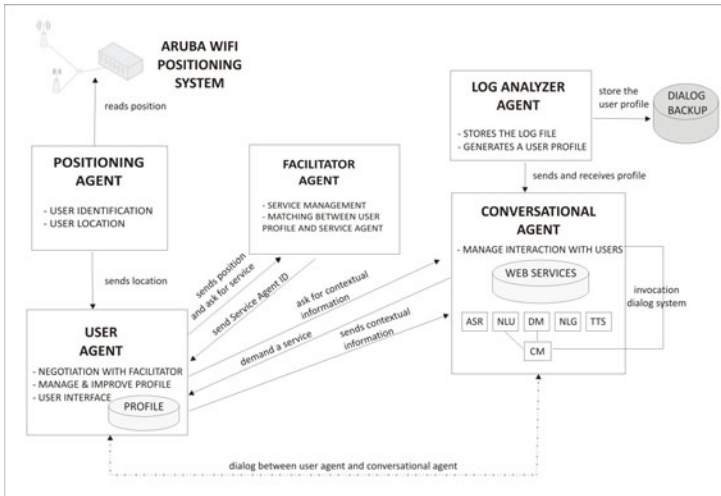 ARUBA WIFI
POSITIONING
SYSTEM
reads position
LOG ANALYZER
AGENT
- STORES THE LOG FILE
- GENERATES A USER PROFILE
store the
user profile
DIALOG
BACKUP
POSITIONING
AGENT
- USER IDENTIFICATION
- USER LOCATION
FACILITATOR
AGENT
- SERVICE MANAGEMENT
- MATCHING BETWEEN USER
PROFILE AND SERVICE AGENT
sends and receives profile
CONVERSATIONAL
AGENT
- MANAGE INTERACTION WITH USERS
WEB SERVICES
invocation
dialog system
ASR
NLU
DM
NLG
TTS
CM
sends location
sends position
and ask for service
send Service Agent ID
ask for contextual
information
demand a service
sends contextual
information
USER
AGENT
- NEGOTIATION WITH FACILITATOR
- MANAGE & IMPROVE PROFILE
- USER INTERFACE
PROFILE
dialog between user agent and conversational agent